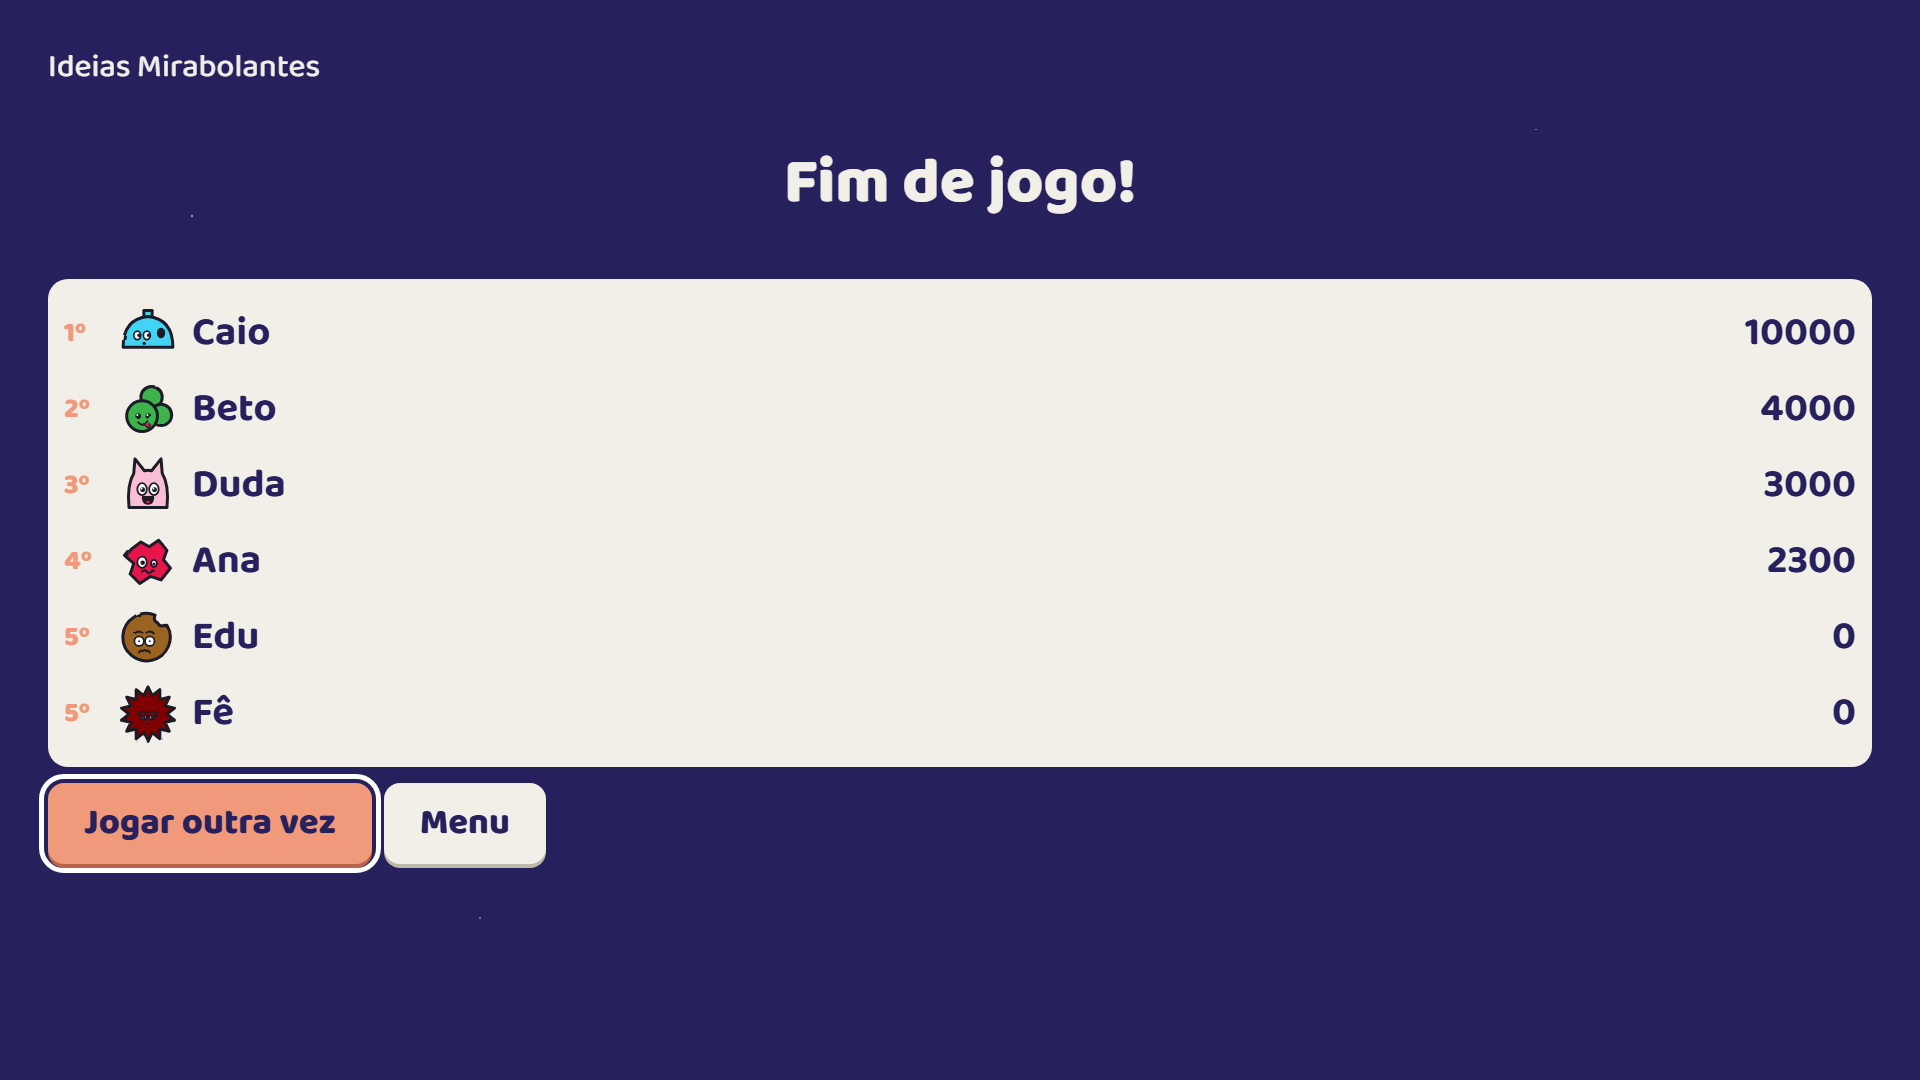 Ideias Mirabolantes
Fim de jogo!
1º Caio 10000
2º Beto 4000
3º Duda 3000
4º Ana 2300
5º Edu 0
5º Fê 0
Jogar outra vez Menu